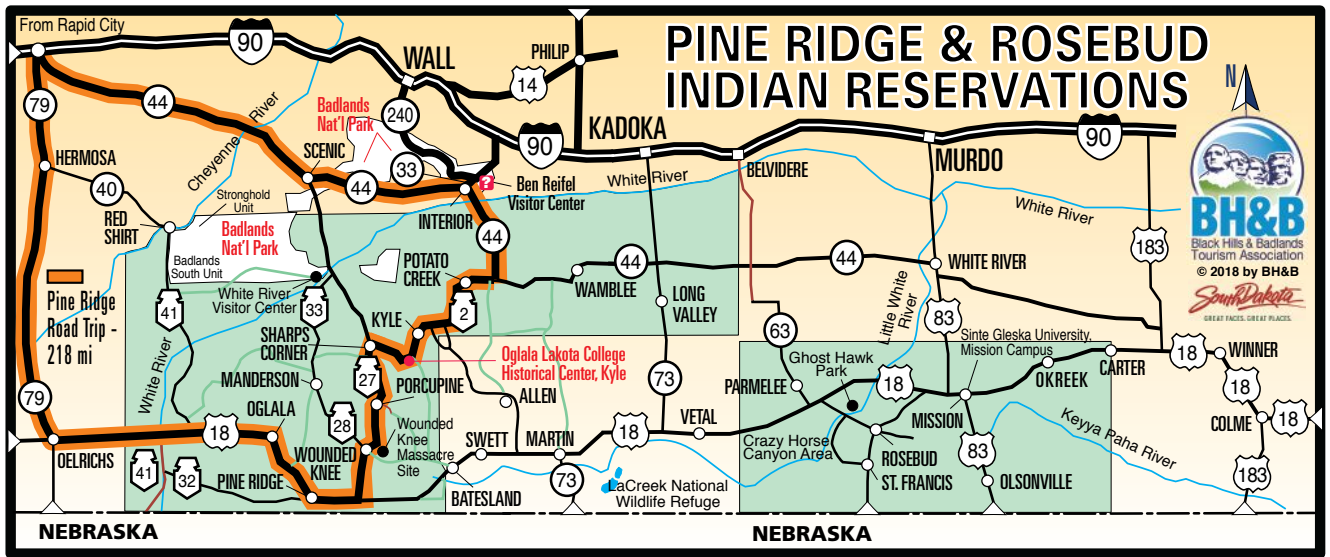 From Rapid City
PINE RIDGE & ROSEBUD
INDIAN RESERVATIONS
90
WALL
PHILIP
14
N
79
44
Cheyenne River
Badlands
Nat'l Park
240
KADOKA
90
90
MURDO
HERMOSA
SCENIC
33
44
?
Ben Reifel
Visitor Center
White River
BELVIDERE
40
Stronghold
Unit
INTERIOR
White River
BH&B
Black Hills & Badlands
Tourism Association
© 2018 by BH&B
South Dakota
GREAT FACES. GREAT PLACES.
RED
SHIRT
Badlands
Nat'l Park
Badlands
South Unit
44
183
POTATO
CREEK
44
44
WHITE RIVER
WAMBLEE
Pine Ridge
Road Trip -
218 mi
White River
Visitor Center
41
33
2
LONG
VALLEY
Little White
River
83
63
KYLE
SHARPS
CORNER
Sinte Gleska University,
Mission Campus
Oglala Lakota College
Historical Center, Kyle
Ghost Hawk
Park
18
WINNER
CARTER
OKREEK
White River
MANDERSON
27
PORCUPINE
73
PARMELEE
18
18
79
ALLEN
MISSION
OGLALA
28
Wounded
Knee
Massacre
Site
VETAL
COLME
18
18
18
SWETT
MARTIN
Crazy Horse
Canyon Area
83
Keyya Paha River
OELRICHS
WOUNDED
KNEE
ROSEBUD
ST. FRANCIS
41
32
PINE RIDGE
BATESLAND
73
LaCreek National
Wildlife Refuge
OLSONVILLE
183
NEBRASKA
NEBRASKA